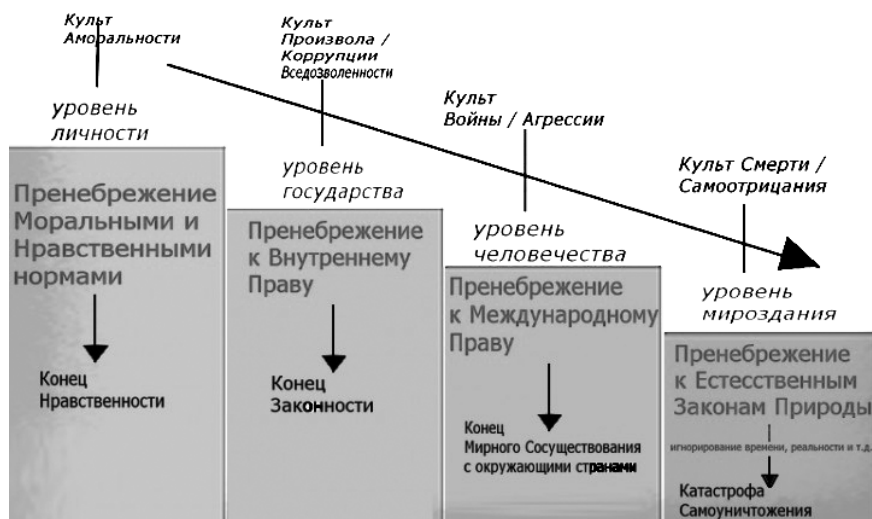 Культ
Аморальности
уровень
личности
Пренебрежение
Моральными и
Нравственными
нормами
Конец
Нравственности
Культ
Произвола /
Коррупции
Вседозволенности
уровень
государства
Пренебрежение
к Внутреннему
Праву
Конец
Законности
Культ
Войны / Агрессии
уровень
человечества
Пренебрежение
к Международному
Праву
Конец
Мирного Сосуществования
с окружающими странами
Культ Смерти /
Самоотрицания
уровень
мироздания
Пренебрежение
к Естесственным
Законам Природы
игнорирование времени, реальности и т.д.
Катастрофа
Самоуничтожения